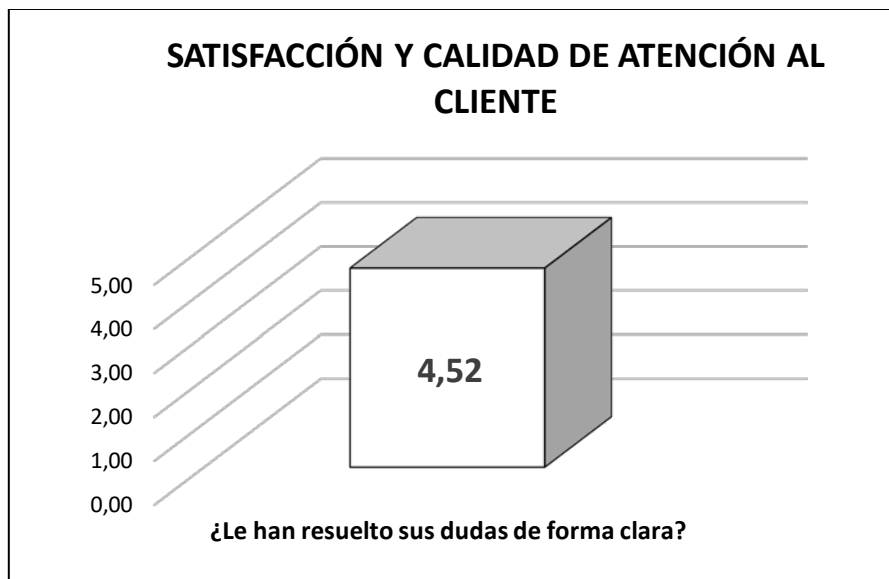 SATISFACCIÓN Y CALIDAD DE ATENCIÓN AL
CLIENTE
5,00
4,00
3,00
2,00
1,00
0,00
4,52
¿Le han resuelto sus dudas de forma clara?